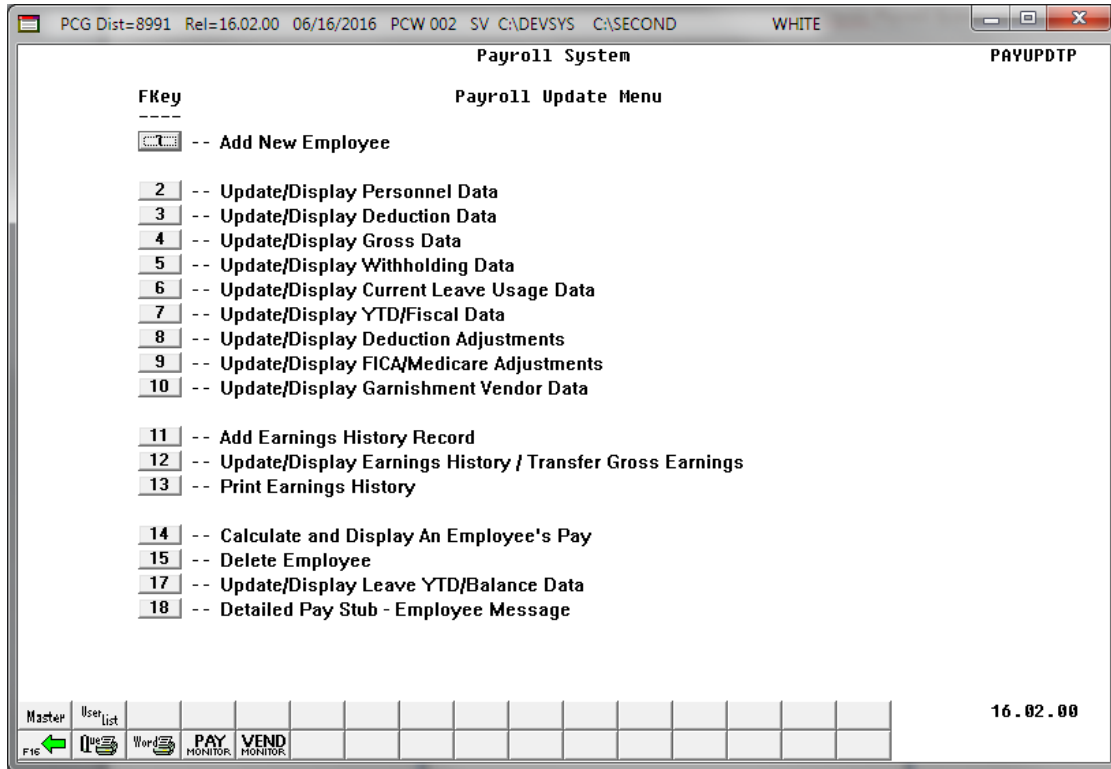 PCG Dist=8991 Rel=16.02.00 06/16/2016 PCW 002 SV C:\DEVSYS C:\SECOND WHITE
Payroll System PAYUPDTP
FKey Payroll Update Menu
----
1 -- Add New Employee
2 -- Update/Display Personnel Data
3 -- Update/Display Deduction Data
4 -- Update/Display Gross Data
5 -- Update/Display Withholding Data
6 -- Update/Display Current Leave Usage Data
7 -- Update/Display YTD/Fiscal Data
8 -- Update/Display Deduction Adjustments
9 -- Update/Display FICA/Medicare Adjustments
10 -- Update/Display Garnishment Vendor Data
11 -- Add Earnings History Record
12 -- Update/Display Earnings History / Transfer Gross Earnings
13 -- Print Earnings History
14 -- Calculate and Display An Employee's Pay
15 -- Delete Employee
17 -- Update/Display Leave YTD/Balance Data
18 -- Detailed Pay Stub - Employee Message
Master User List 16.02.00
F16 Que Word PAY MONITOR VEND MONITOR